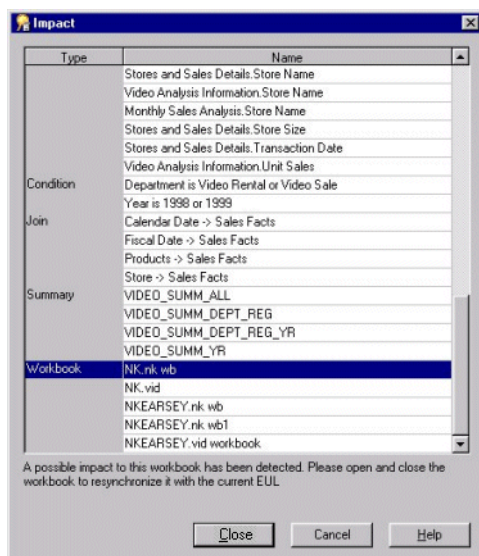 Impact
Type Name
Stores and Sales Details.Store Name
Video Analysis Information.Store Name
Monthly Sales Analysis.Store Name
Stores and Sales Details.Store Size
Stores and Sales Details.Transaction Date
Video Analysis Information.Unit Sales
Condition Department is Video Rental or Video Sale
Year is 1998 or 1999
Join Calendar Date -> Sales Facts
Fiscal Date -> Sales Facts
Products -> Sales Facts
Store -> Sales Facts
Summary VIDEO_SUMM_ALL
VIDEO_SUMM_DEPT_REG
VIDEO_SUMM_DEPT_REG_YR
VIDEO_SUMM_YR
Workbook NK.nk wb
NK.vid
NKEARSEY.nk wb
NKEARSEY.nk wb1
NKEARSEY.vid workbook
A possible impact to this workbook has been detected. Please open and close the
workbook to resynchronize it with the current EUL
Close Cancel Help